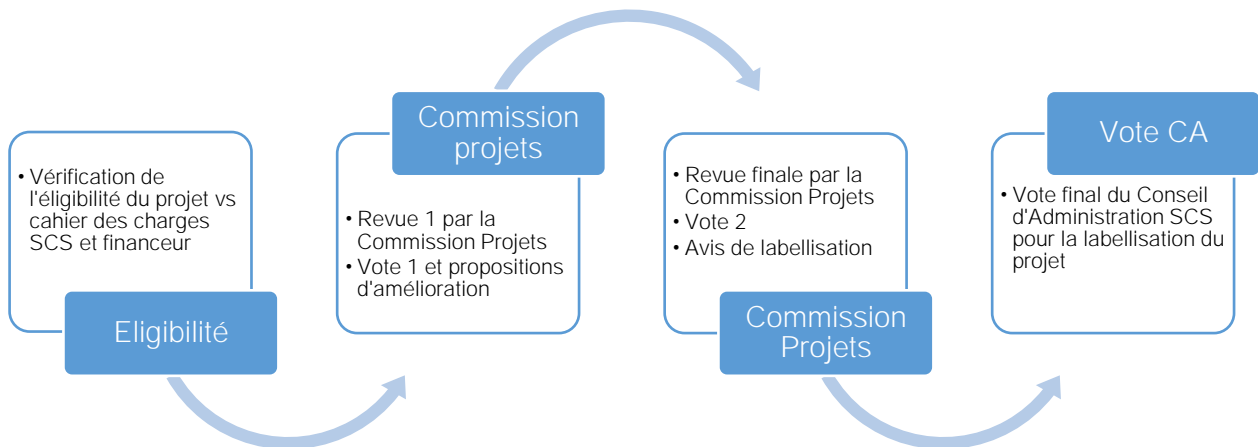 • Vérification de
l'éligibilité du projet vs
cahier des charges
SCS et financeur
Eligibilité
Commission
projets
• Revue 1 par la
Commission Projets
• Vote 1 et propositions
d'amélioration
• Revue finale par la
Commission Projets
• Vote 2
• Avis de labellisation
Commission
Projets
Vote CA
• Vote final du Conseil
d'Administration SCS
pour la labellisation du
projet